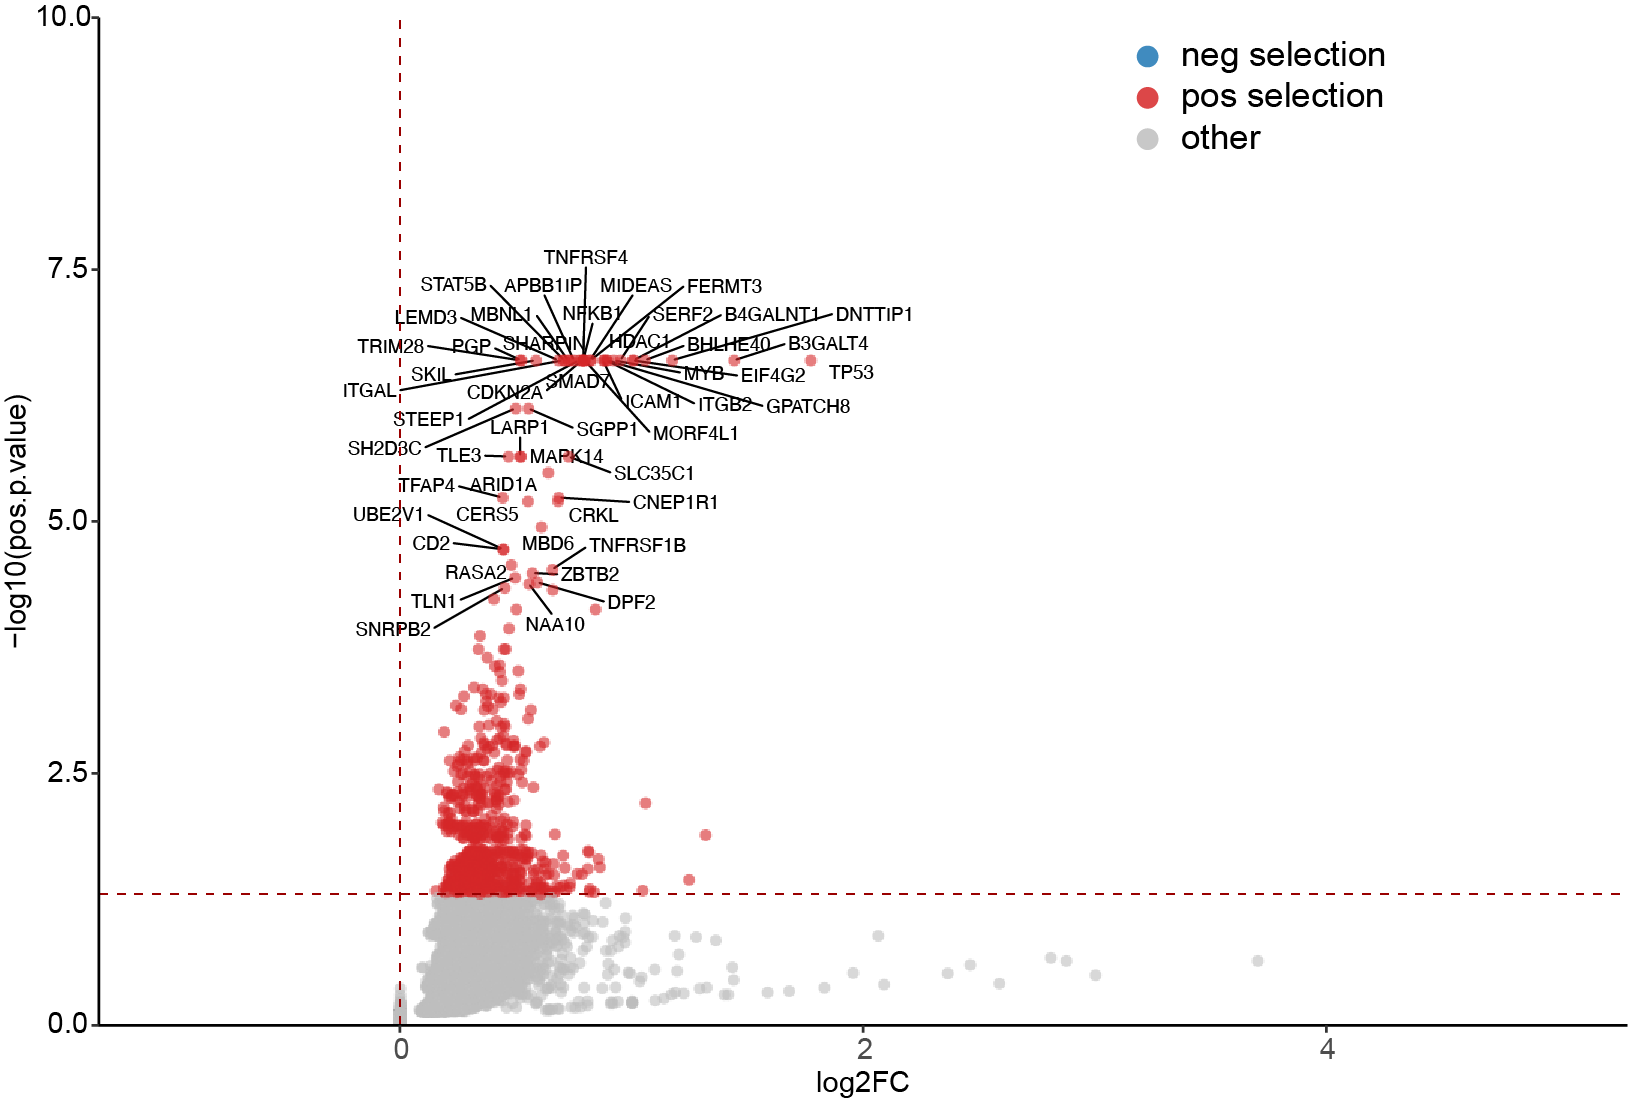 10.0
neg selection
pos selection
other
7.5
TNFRSF4
STAT5B APBB1IP MIDEAS FERMT3
LEMD3 MBNL1 NFKB1 SERF2 B4GALNT1 DNTTIP1
TRIM28 PGP SHARPIN HDAC1 BHLHE40 B3GALT4
SKIL MYB EIF4G2 TP53
ITGAL CDKN2A SMAD7 ICAM1 ITGB2 GPATCH8
STEEP1 LARP1 SGPP1 MORF4L1
SH2D3C TLE3 MAPK14 SLC35C1
TFAP4 ARID1A CNEP1R1
UBE2V1 CERS5 CRKL
5.0
CD2 MBD6 TNFRSF1B
RASA2 ZBTB2
TLN1 DPF2
SNRPB2 NAA10
−log10(pos.p.value)
2.5
0.0
0 2 4
log2FC